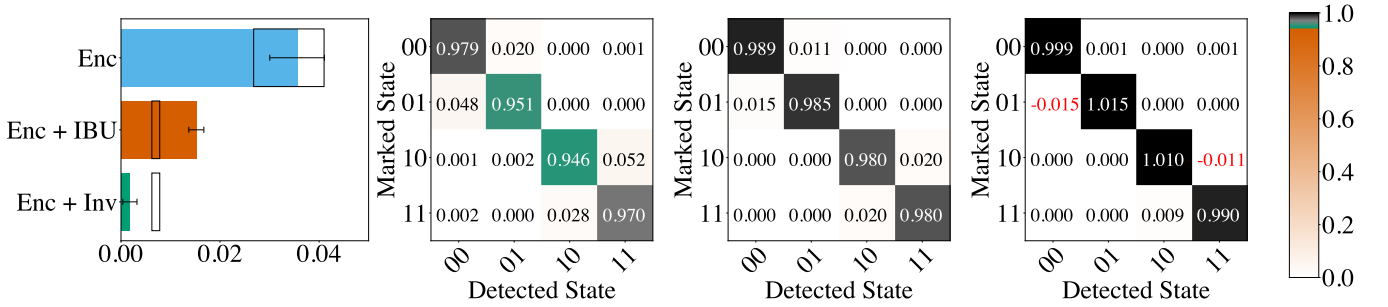 Enc
Enc + IBU
Enc + Inv
0.00 0.02 0.04
Marked State
00 01 10 11
0.979 0.020 0.000 0.001
0.048 0.951 0.000 0.000
0.001 0.002 0.946 0.052
0.002 0.000 0.028 0.970
00 01 10 11
Detected State
Marked State
00 01 10 11
0.989 0.011 0.000 0.000
0.015 0.985 0.000 0.000
0.000 0.000 0.980 0.020
0.000 0.000 0.020 0.980
00 01 10 11
Detected State
Marked State
00 01 10 11
0.999 0.001 0.000 0.001
-0.015 1.015 0.000 0.000
0.000 0.000 1.010 -0.011
0.000 0.000 0.009 0.990
00 01 10 11
Detected State
1.0
0.8
0.6
0.4
0.2
0.0